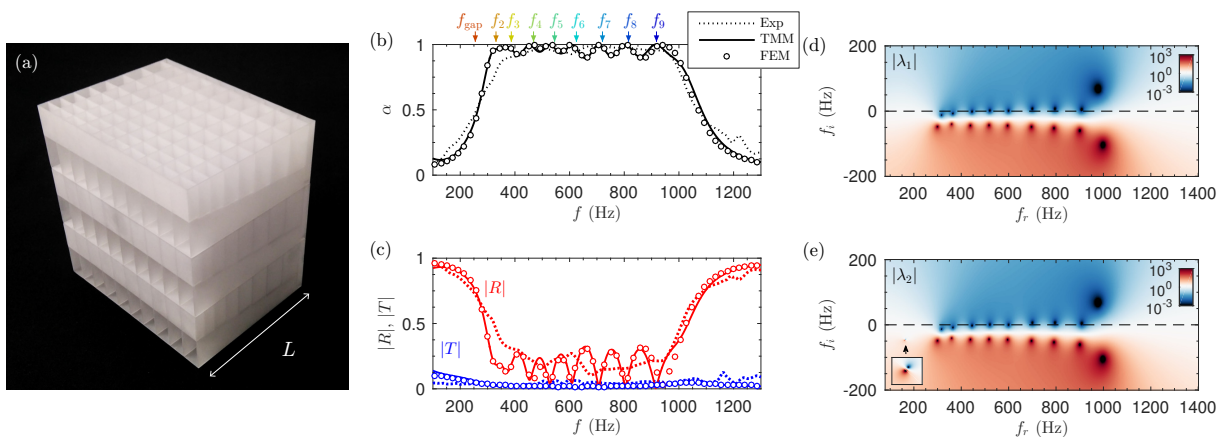 (a)
L
(b)
f_gap f_2 f_3 f_4 f_5 f_6 f_7 f_8 f_9
Exp
TMM
FEM
1
0.5
0
α
200 400 600 800 1000 1200
f (Hz)
(c)
1
0.5
0
|R|, |T|
|R|
|T|
200 400 600 800 1000 1200
f (Hz)
(d)
|λ_1|
10^3
10^0
10^-3
200
0
-200
f_i (Hz)
200 400 600 800 1000 1200 1400
f_r (Hz)
(e)
|λ_2|
10^3
10^0
10^-3
200
0
-200
f_i (Hz)
200 400 600 800 1000 1200 1400
f_r (Hz)